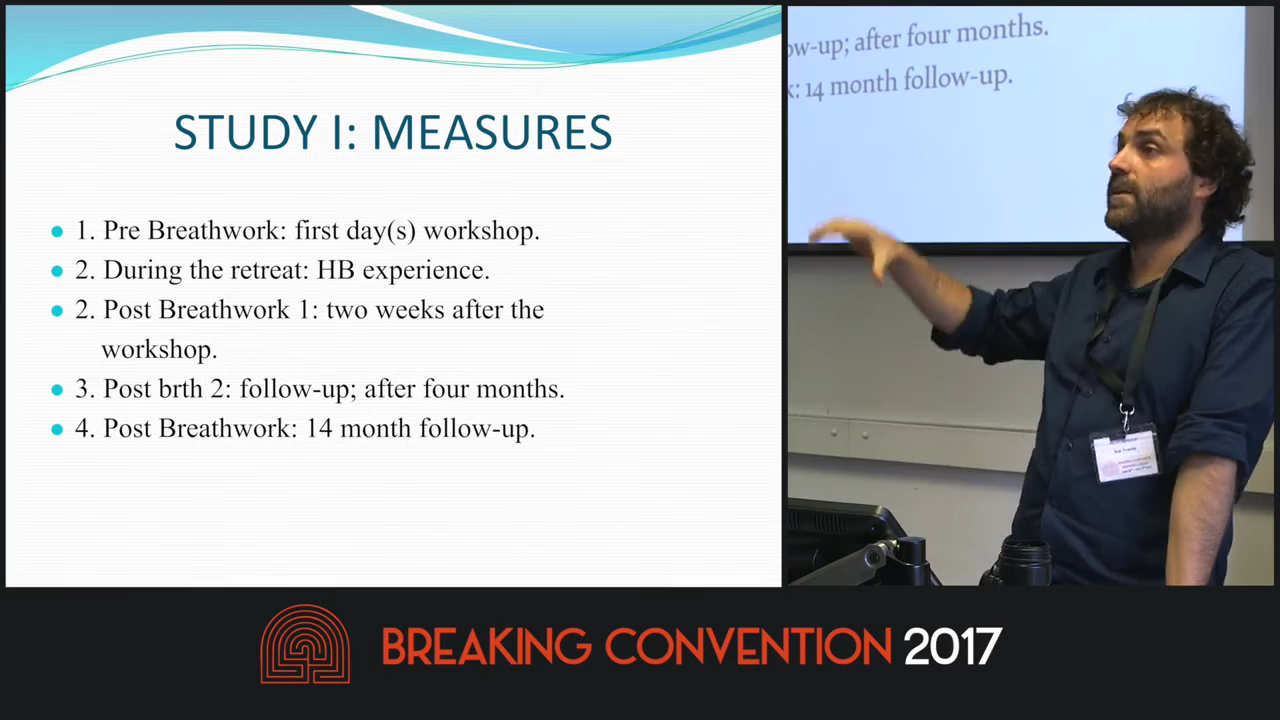 STUDY I: MEASURES
1. Pre Breathwork: first day(s) workshop.
2. During the retreat: HB experience.
2. Post Breathwork 1: two weeks after the
workshop.
3. Post brth 2: follow-up; after four months.
4. Post Breathwork: 14 month follow-up.
ow-up; after four months.
k: 14 month follow-up.
BREAKING CONVENTION 2017